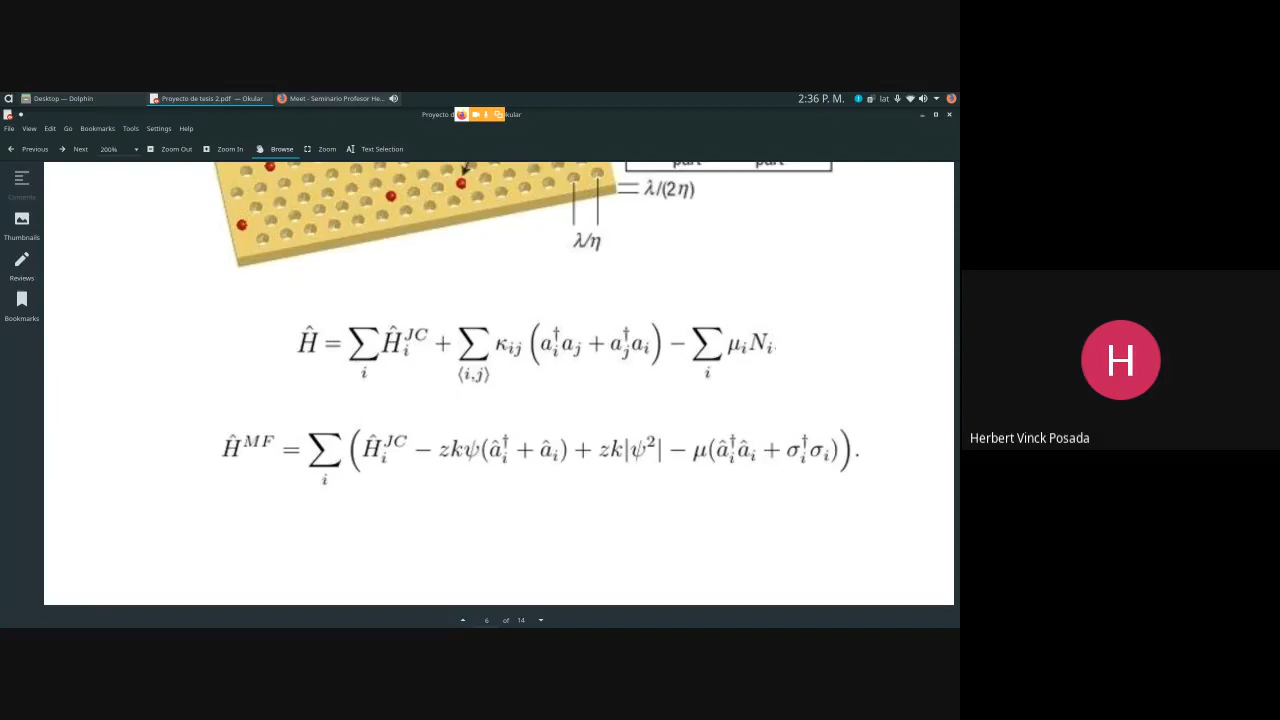 Desktop — Dolphin Proyecto de tesis 2.pdf — Okular Meet - Seminario Profesor He... 2:36 P. M. lat
Proyecto d kular
File View Edit Go Bookmarks Tools Settings Help
Previous Next 200% Zoom Out Zoom In Browse Zoom Text Selection
Contents
Thumbnails
Reviews
Bookmarks
part part
λ/(2η)
λ/η
Ĥ = ∑_i Ĥ_i^{JC} + ∑_{⟨i,j⟩} κ_{ij} (a_i^† a_j + a_j^† a_i) − ∑_i μ_i N_i.
Ĥ^{MF} = ∑_i (Ĥ_i^{JC} − zkψ(â_i^† + â_i) + zk|ψ^2| − μ(â_i^† â_i + σ_i^† σ_i)).
6 of 14
H
Herbert Vinck Posada